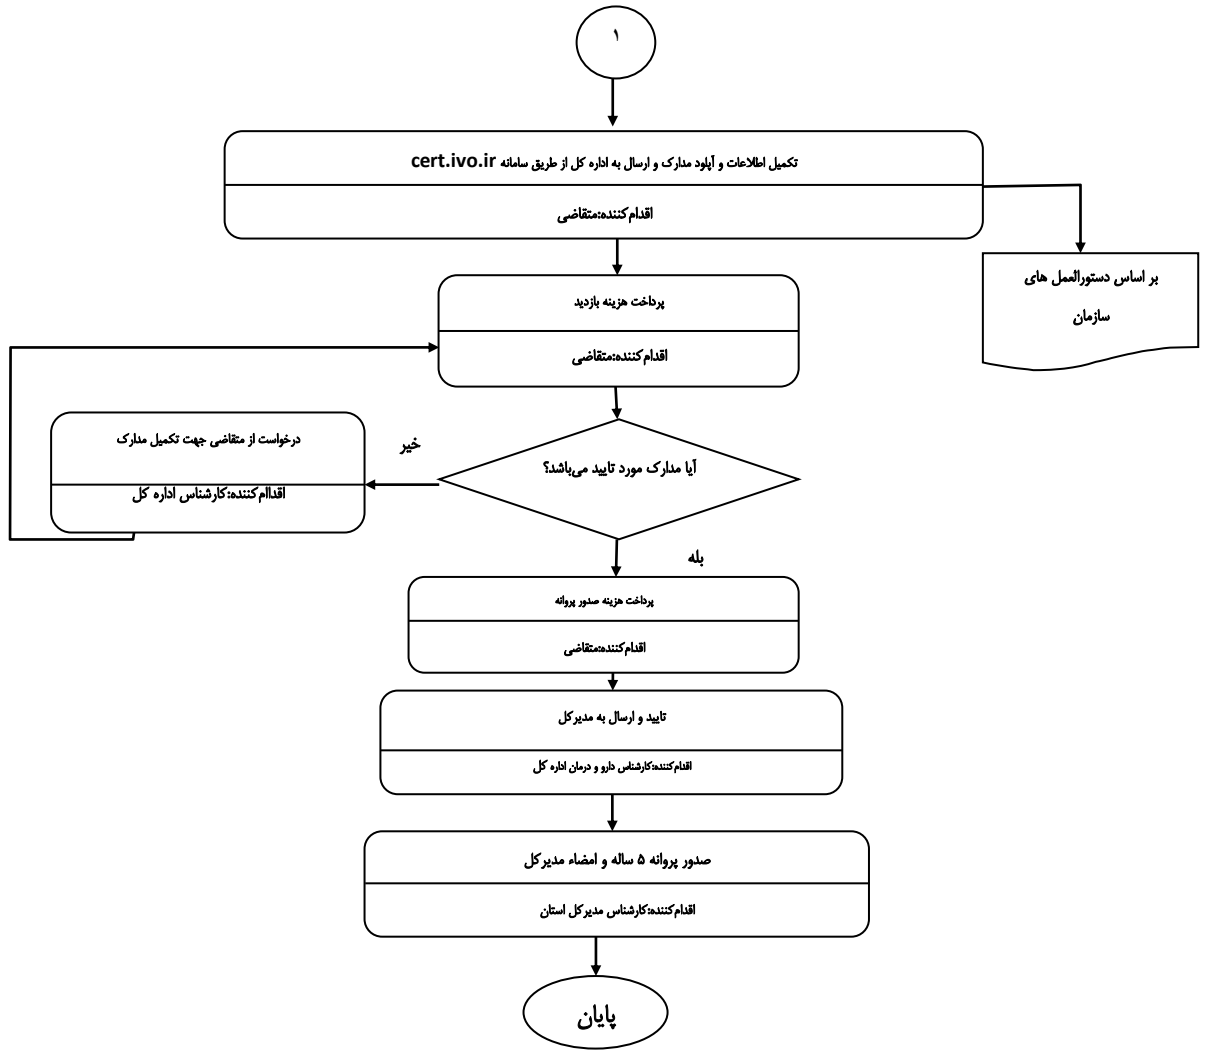 ۱
تکمیل اطلاعات و آپلود مدارک و ارسال به اداره کل از طریق سامانه cert.ivo.ir
اقدام‌کننده:متقاضی
بر اساس دستورالعمل های
سازمان
پرداخت هزینه بازدید
اقدام‌کننده:متقاضی
آیا مدارک مورد تایید می‌باشد؟
خیر
درخواست از متقاضی جهت تکمیل مدارک
اقداام‌کننده:کارشناس اداره کل
بله
پرداخت هزینه صدور پروانه
اقدام‌کننده:متقاضی
تایید و ارسال به مدیرکل
اقدام‌کننده:کارشناس دارو و درمان اداره کل
صدور پروانه ۵ ساله و امضاء مدیرکل
اقدام‌کننده:کارشناس مدیرکل استان
پایان